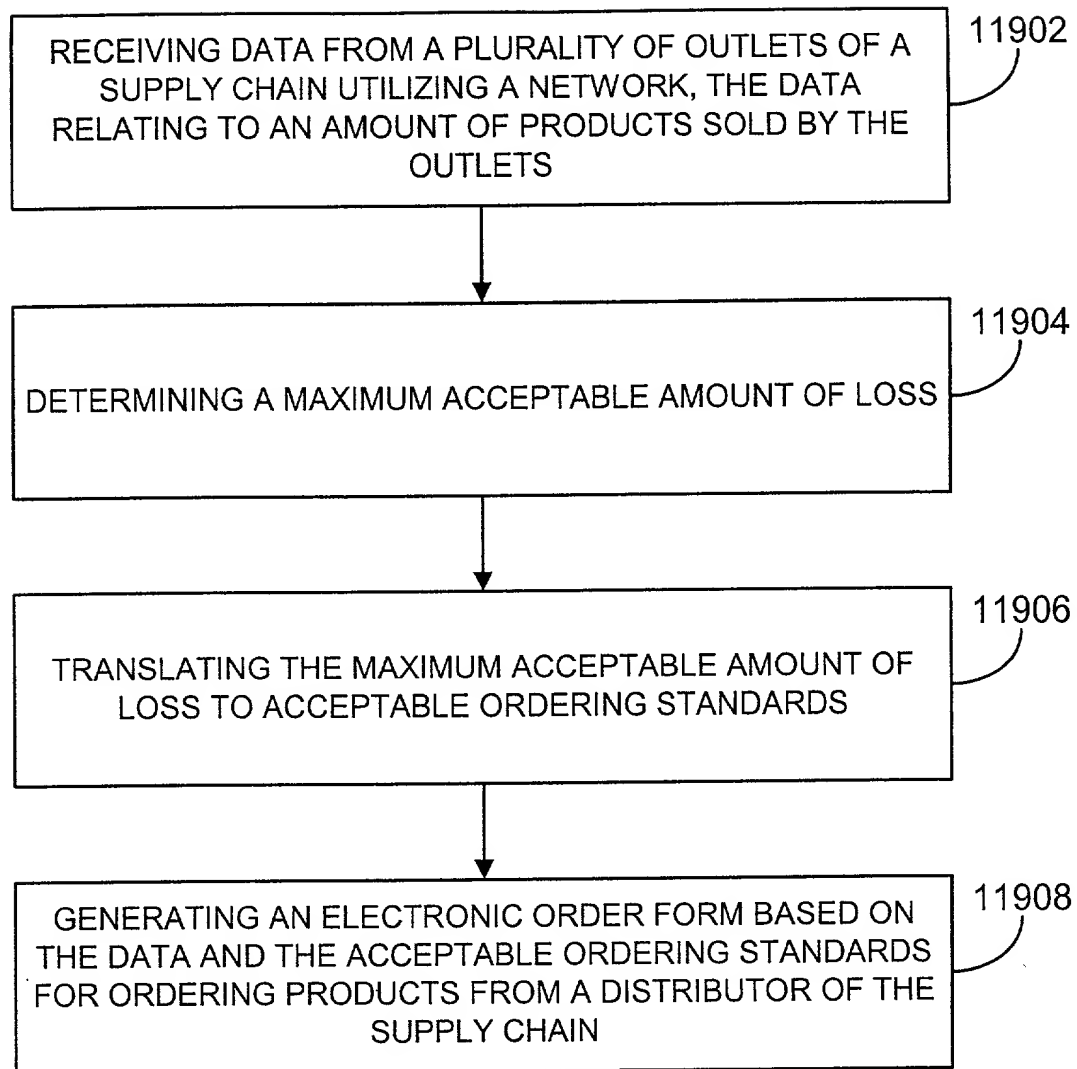 11902
RECEIVING DATA FROM A PLURALITY OF OUTLETS OF A
SUPPLY CHAIN UTILIZING A NETWORK, THE DATA
RELATING TO AN AMOUNT OF PRODUCTS SOLD BY THE
OUTLETS
11904
DETERMINING A MAXIMUM ACCEPTABLE AMOUNT OF LOSS
11906
TRANSLATING THE MAXIMUM ACCEPTABLE AMOUNT OF
LOSS TO ACCEPTABLE ORDERING STANDARDS
11908
GENERATING AN ELECTRONIC ORDER FORM BASED ON
THE DATA AND THE ACCEPTABLE ORDERING STANDARDS
FOR ORDERING PRODUCTS FROM A DISTRIBUTOR OF THE
SUPPLY CHAIN